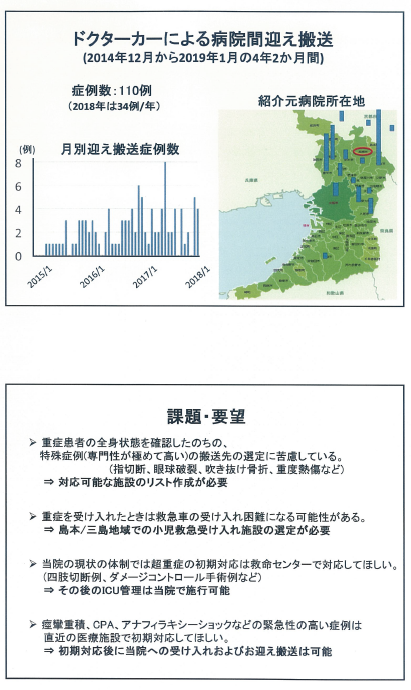 ドクターカーによる病院間迎え搬送
(2014年12月から2019年1月の4年2か月間)
症例数：110例
(2018年は34例/年)
月別迎え搬送症例数
(例)
8
6
4
2
0
2015/1
2016/1
2017/1
2018/1
紹介元病院所在地
兵庫県
奈良県
和歌山県
課題・要望
➢ 重症患者の全身状態を確認したのちの、
特殊症例(専門性が極めて高い)の搬送先の選定に苦慮している。
(指切断、眼球破裂、吹き抜け骨折、重度熱傷など)
⇒ 対応可能な施設のリスト作成が必要
➢ 重症を受け入れたときは救急車の受け入れ困難になる可能性がある。
⇒ 島本/三島地域での小児救急受け入れ施設の選定が必要
➢ 当院の現状の体制では超重症の初期対応は救命センターで対応してほしい。
(四肢切断例、ダメージコントロール手術例など)
⇒ その後のICU管理は当院で施行可能
➢ 痙攣重積、CPA、アナフィラキシーショックなどの緊急性の高い症例は
直近の医療施設で初期対応してほしい。
⇒ 初期対応後に当院への受け入れおよびお迎え搬送は可能